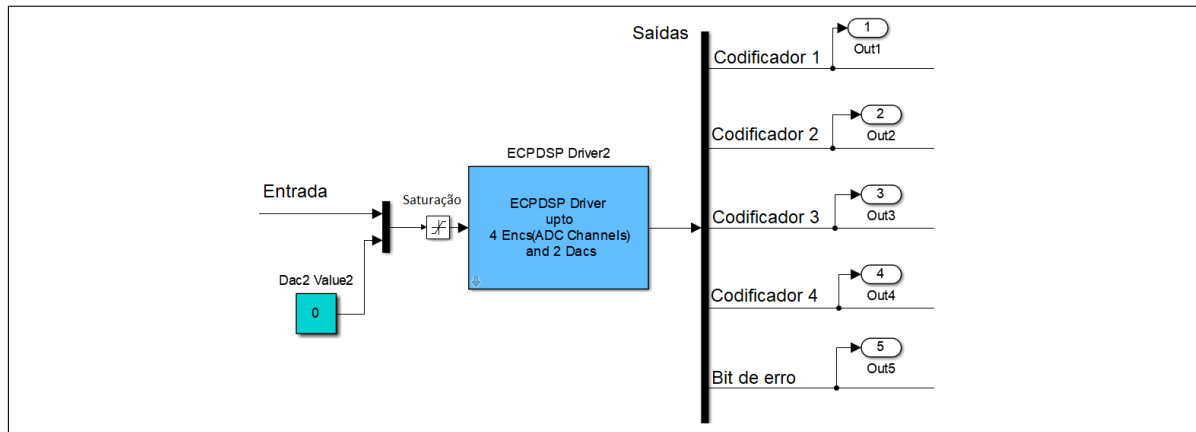 Saídas
1
Out1
Codificador 1
2
Out2
Codificador 2
ECPDSP Driver2
Entrada
Saturação
ECPDSP Driver
upto
4 Encs(ADC Channels)
and 2 Dacs
3
Out3
Codificador 3
Dac2 Value2
0
4
Out4
Codificador 4
5
Out5
Bit de erro